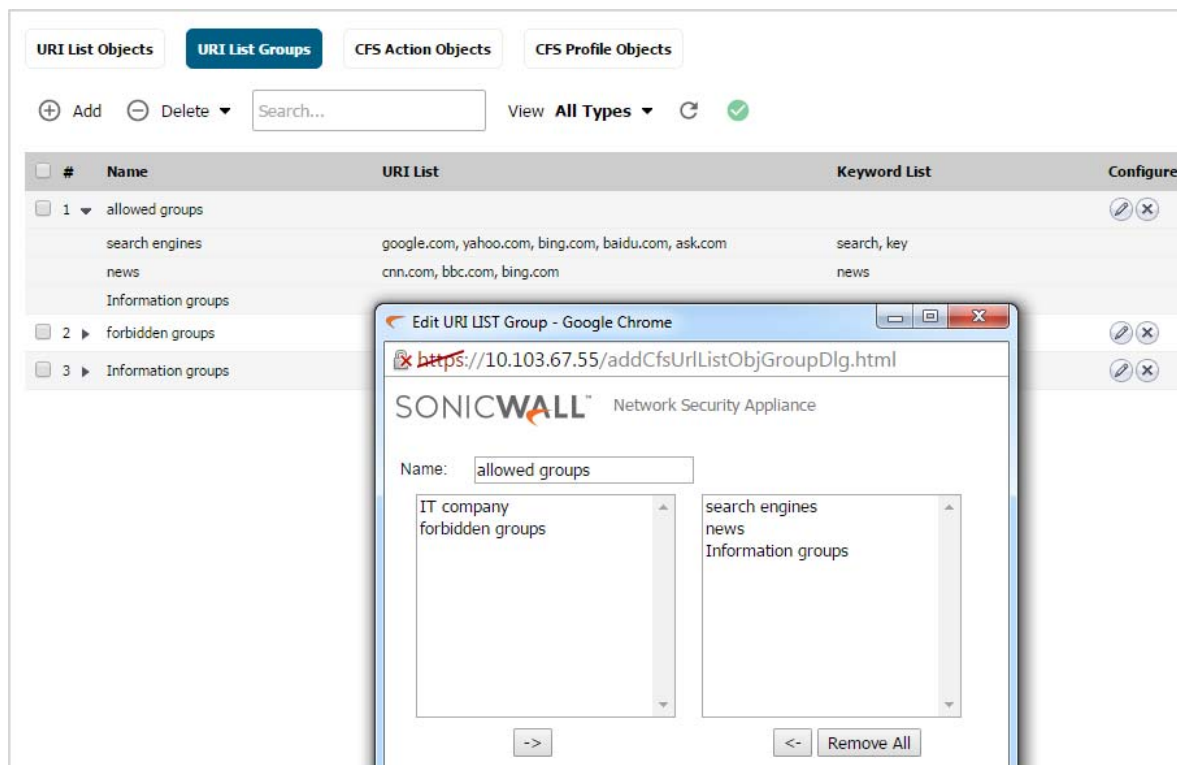 URI List Objects URI List Groups CFS Action Objects CFS Profile Objects
Add Delete Search... View All Types
# Name URI List Keyword List Configure
1 allowed groups
search engines google.com, yahoo.com, bing.com, baidu.com, ask.com search, key
news cnn.com, bbc.com, bing.com news
Information groups
2 forbidden groups
3 Information groups
Edit URI LIST Group - Google Chrome
https://10.103.67.55/addCfsUrlListObjGroupDlg.html
SONICWALL™ Network Security Appliance
Name: allowed groups
IT company search engines
forbidden groups news
Information groups
-> <- Remove All